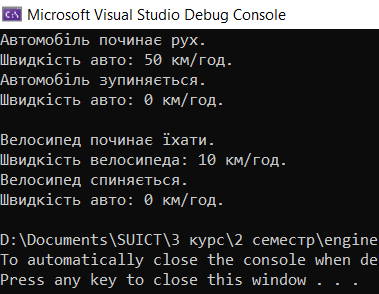 Microsoft Visual Studio Debug Console
Автомобіль починає рух.
Швидкість авто: 50 км/год.
Автомобіль зупиняється.
Швидкість авто: 0 км/год.
Велосипед починає їхати.
Швидкість велосипеда: 10 км/год.
Велосипед спиняється.
Швидкість авто: 0 км/год.
D:\Documents\SUICT\3 курс\2 семестр\engine
To automatically close the console when de
Press any key to close this window . . .